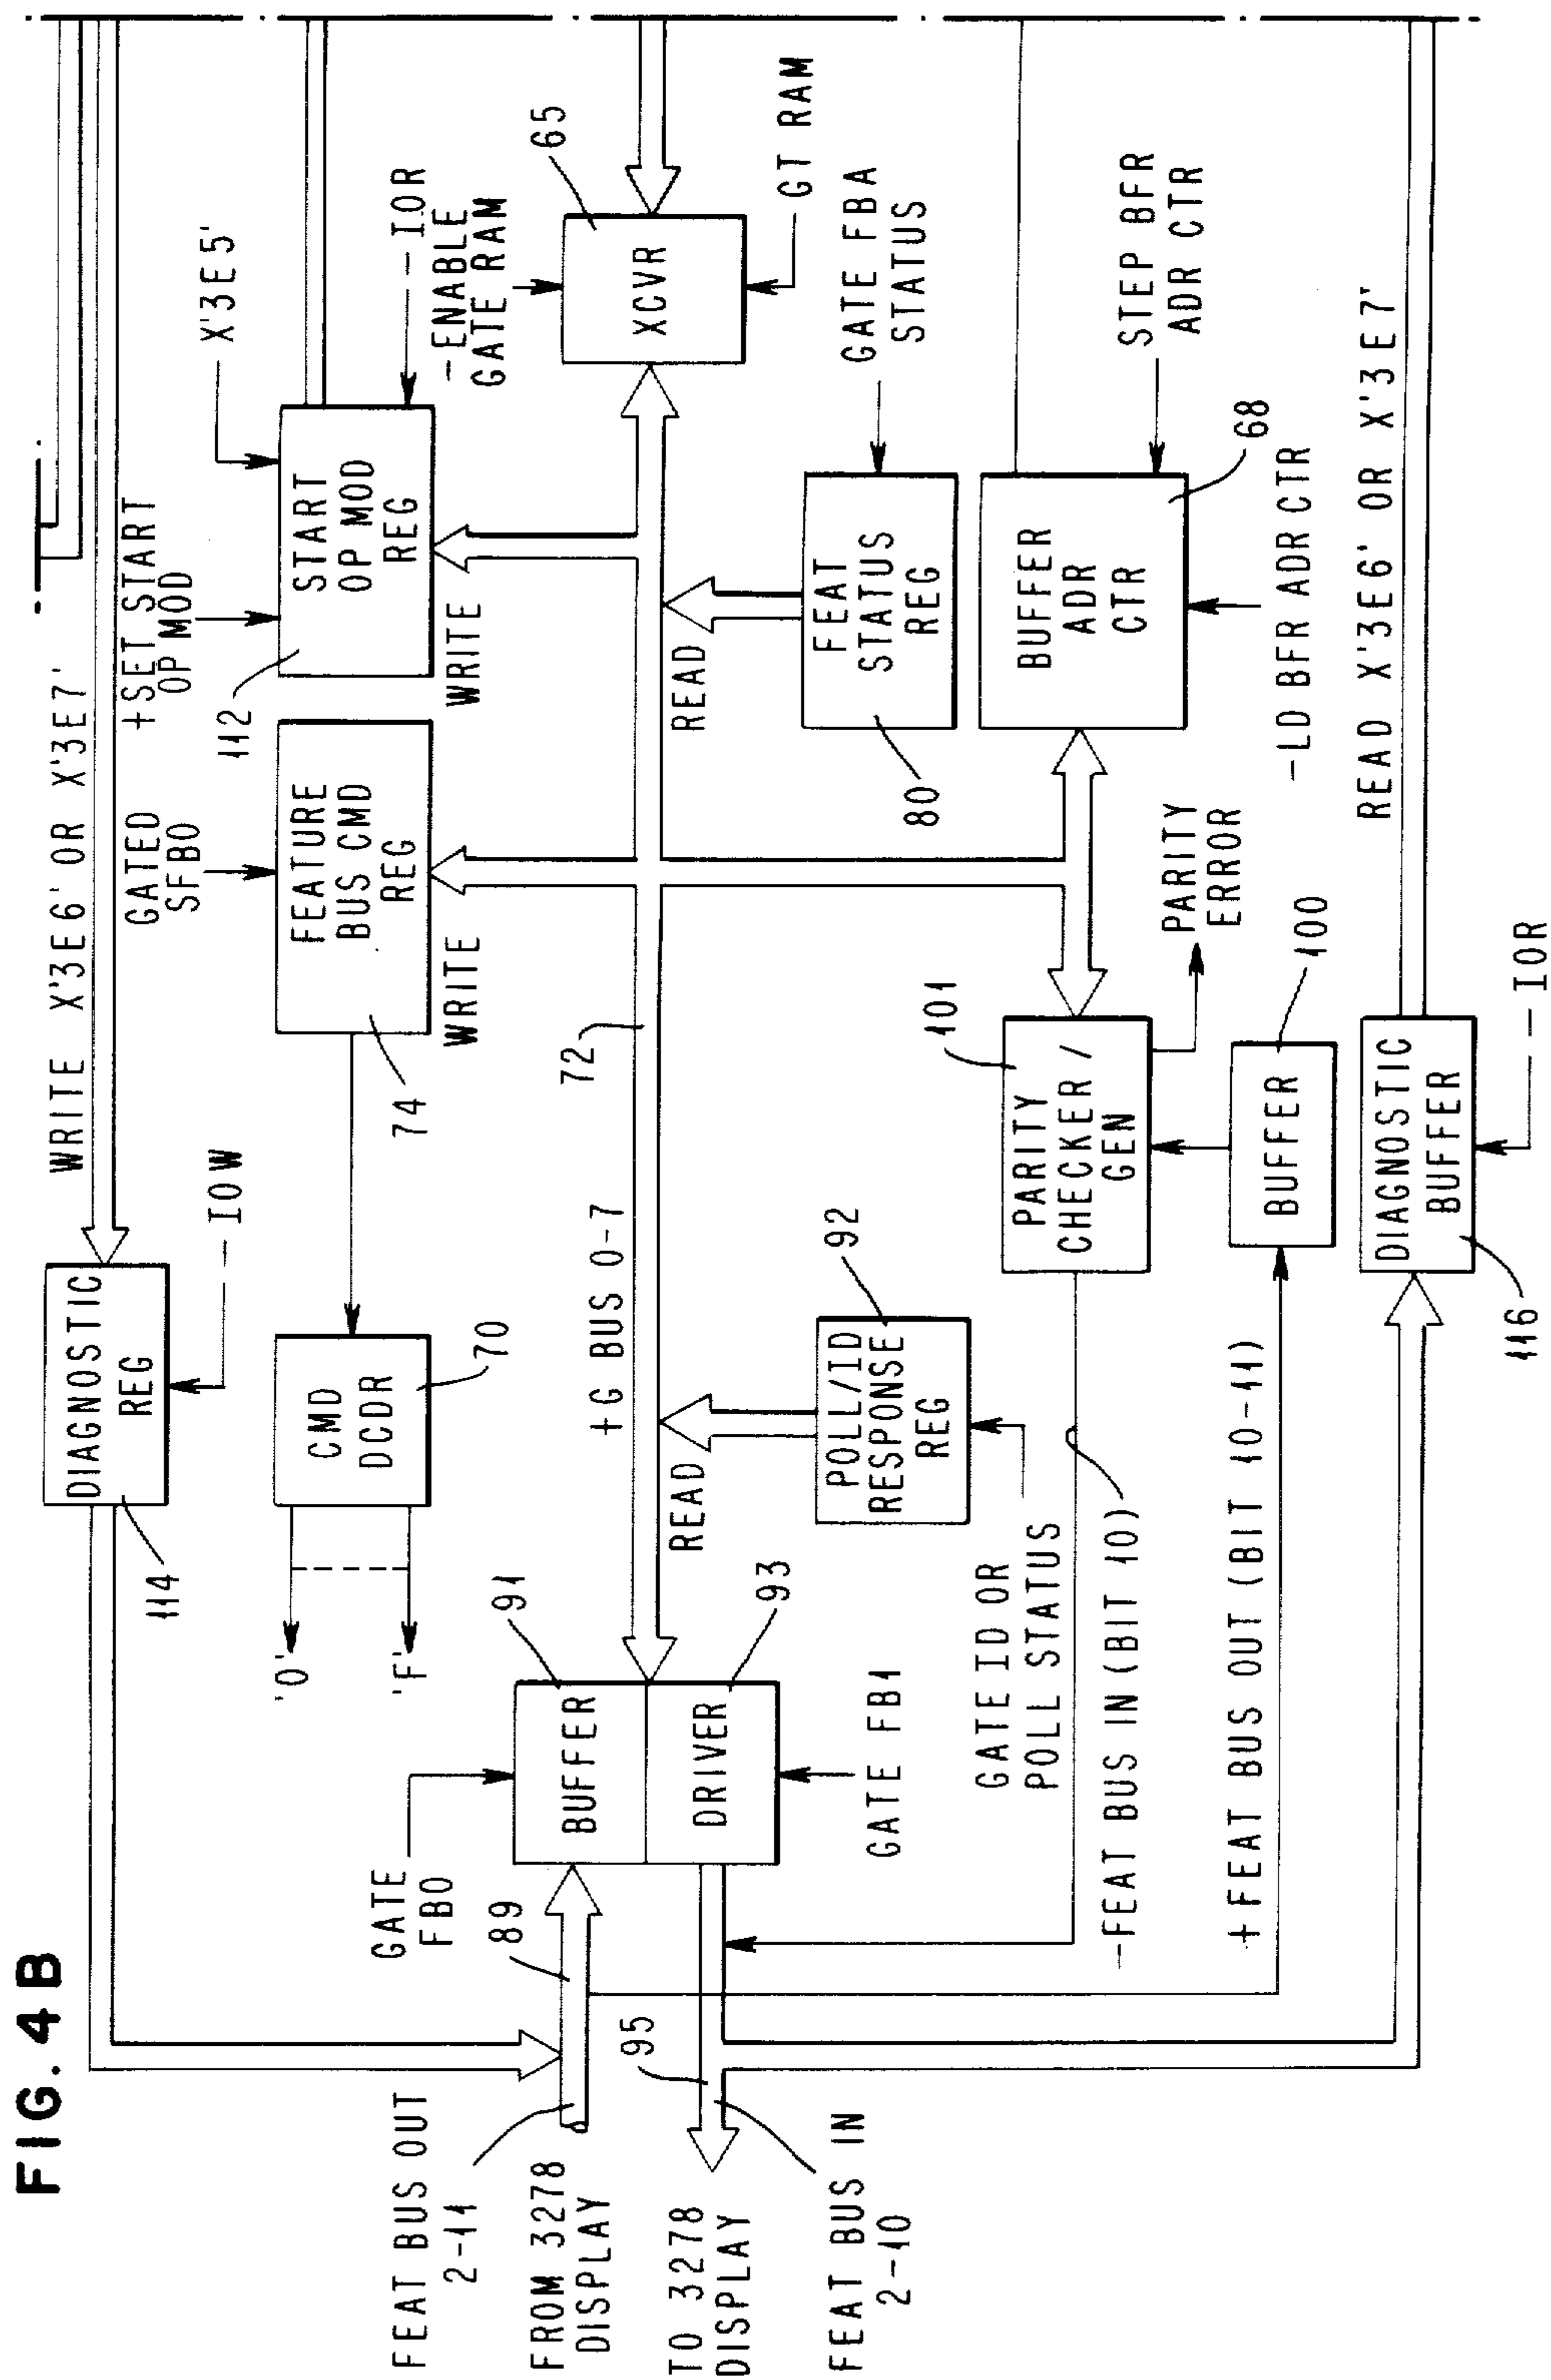 FIG. 4B
WRITE X'3E6' OR X'3E7'
DIAGNOSTIC
REG
114
-IOW
+SET START
OP MOD
X'3E5'
GATED
SFBO
FEATURE
BUS CMD
REG
74
WRITE
START
OP MOD
REG
112
WRITE
-IOR
CMD
DCDR
70
'0'
'F'
-ENABLE
GATE RAM
XCVR
65
GT RAM
GATE
FBO
BUFFER
91
DRIVER
93
GATE FB1
FEAT BUS OUT
2-11
FROM 3278
DISPLAY
89
TO 3278
DISPLAY
95
FEAT BUS IN
2-10
+G BUS 0-7
72
READ
POLL/ID
RESPONSE
REG
92
GATE ID OR
POLL STATUS
READ
FEAT
STATUS
REG
80
GATE FBA
STATUS
BUFFER
ADR
CTR
68
STEP BFR
ADR CTR
-LD BFR ADR CTR
PARITY
CHECKER/
GEN
101
PARITY
ERROR
-FEAT BUS IN (BIT 10)
+FEAT BUS OUT (BIT 10-11)
BUFFER
100
DIAGNOSTIC
BUFFER
116
-IOR
READ X'3E6' OR X'3E7'